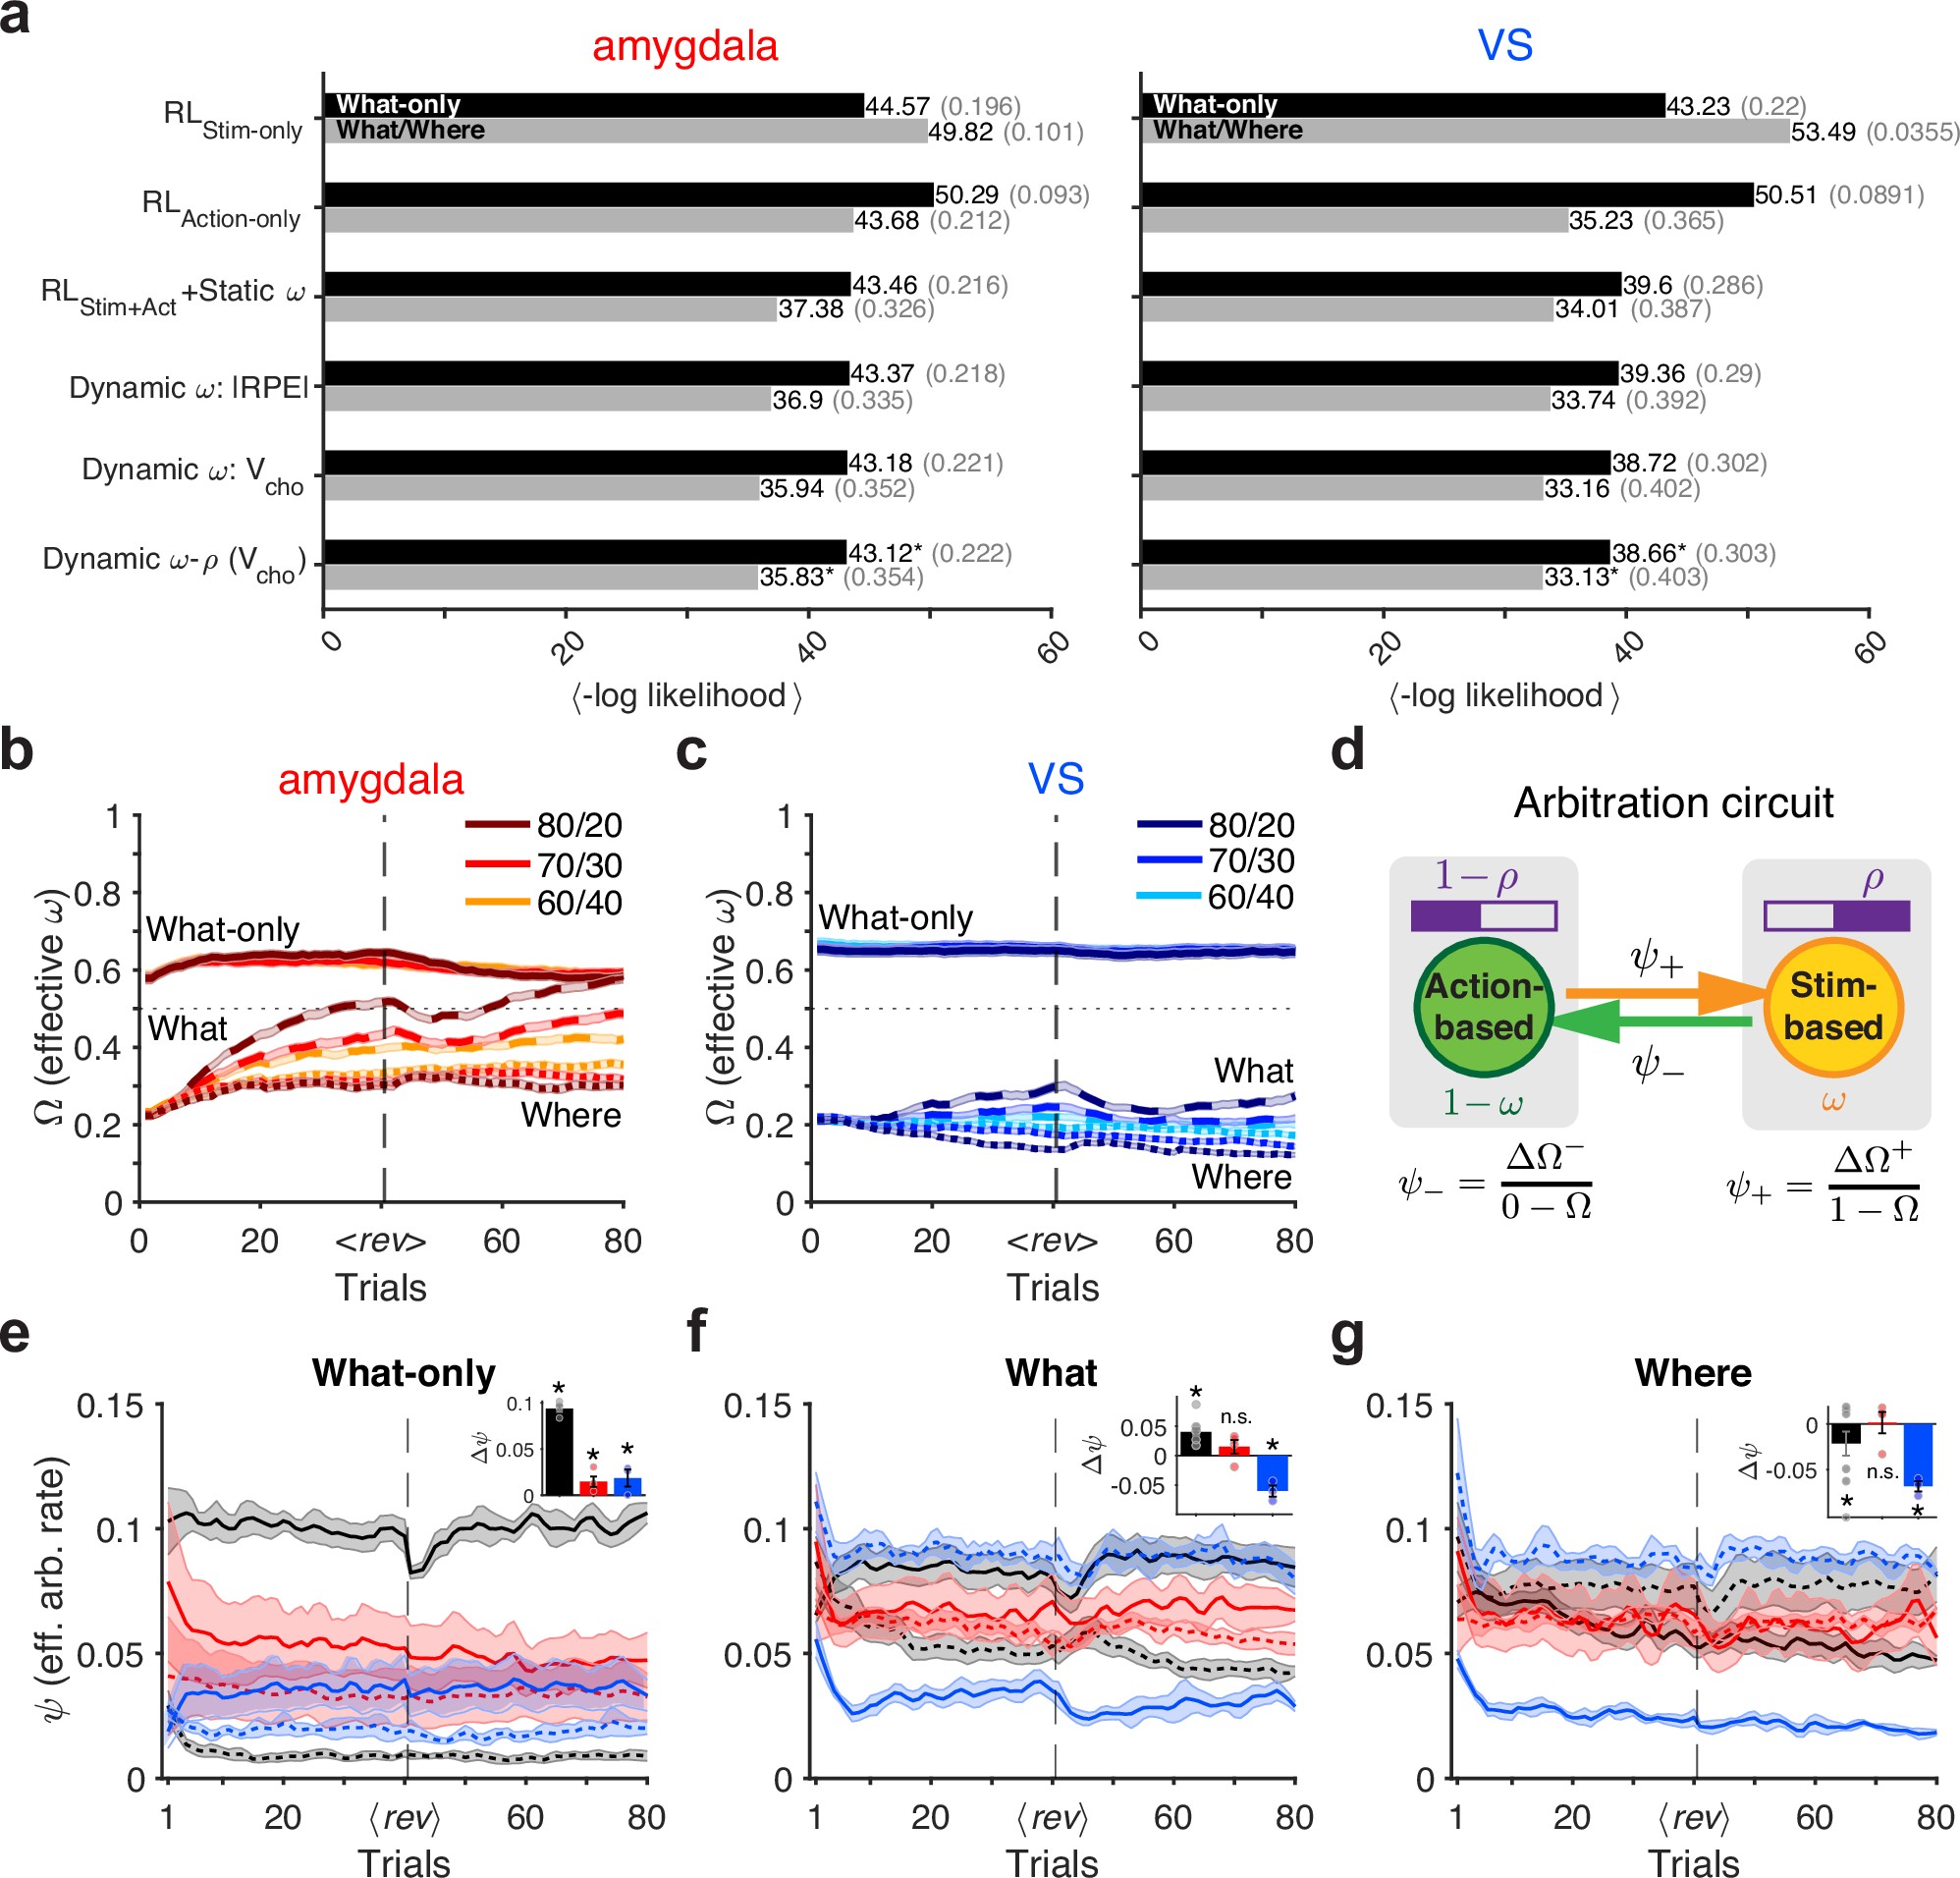 a
amygdala
VS
RL Stim-only
What-only
44.57 (0.196)
What/Where
49.82 (0.101)
What-only
43.23 (0.22)
What/Where
53.49 (0.0355)
RL Action-only
50.29 (0.093)
43.68 (0.212)
50.51 (0.0891)
35.23 (0.365)
RL Stim+Act +Static ω
43.46 (0.216)
37.38 (0.326)
39.6 (0.286)
34.01 (0.387)
Dynamic ω: |RPE|
43.37 (0.218)
36.9 (0.335)
39.36 (0.29)
33.74 (0.392)
Dynamic ω: V cho
43.18 (0.221)
35.94 (0.352)
38.72 (0.302)
33.16 (0.402)
Dynamic ω-ρ (V cho)
43.12* (0.222)
35.83* (0.354)
38.66* (0.303)
33.13* (0.403)
0 20 40 60
0 20 40 60
⟨-log likelihood⟩
⟨-log likelihood⟩
b
amygdala
80/20
70/30
60/40
What-only
What
Where
1
0.8
0.6
0.4
0.2
0
Ω (effective ω)
0 20 <rev> 60 80
Trials
c
VS
80/20
70/30
60/40
What-only
What
Where
1
0.8
0.6
0.4
0.2
0
Ω (effective ω)
0 20 <rev> 60 80
Trials
d
Arbitration circuit
1−ρ
ρ
Action-based
ψ+
ψ−
Stim-based
1−ω
ω
ψ− = ΔΩ− / 0 − Ω
ψ+ = ΔΩ+ / 1 − Ω
e
What-only
0.15
0.1
0.05
0
ψ (eff. arb. rate)
0.1
0.05
0
Δψ
* * *
1 20 ⟨rev⟩ 60 80
Trials
f
What
0.15
0.1
0.05
0
0.05
0
-0.05
Δψ
* n.s. *
1 20 ⟨rev⟩ 60 80
Trials
g
Where
0.15
0.1
0.05
0
0
-0.05
Δψ
* n.s. *
1 20 ⟨rev⟩ 60 80
Trials